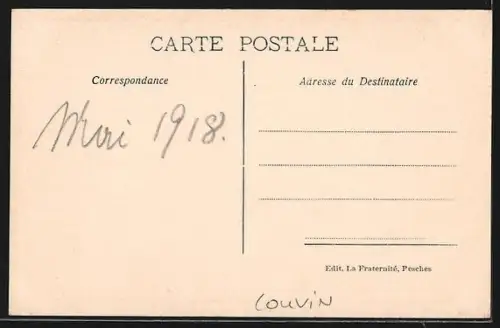 CARTE POSTALE
Correspondance
Adresse du Destinataire
Mai 1918.
Edit. La Fraternité, Pesches
COUVIN